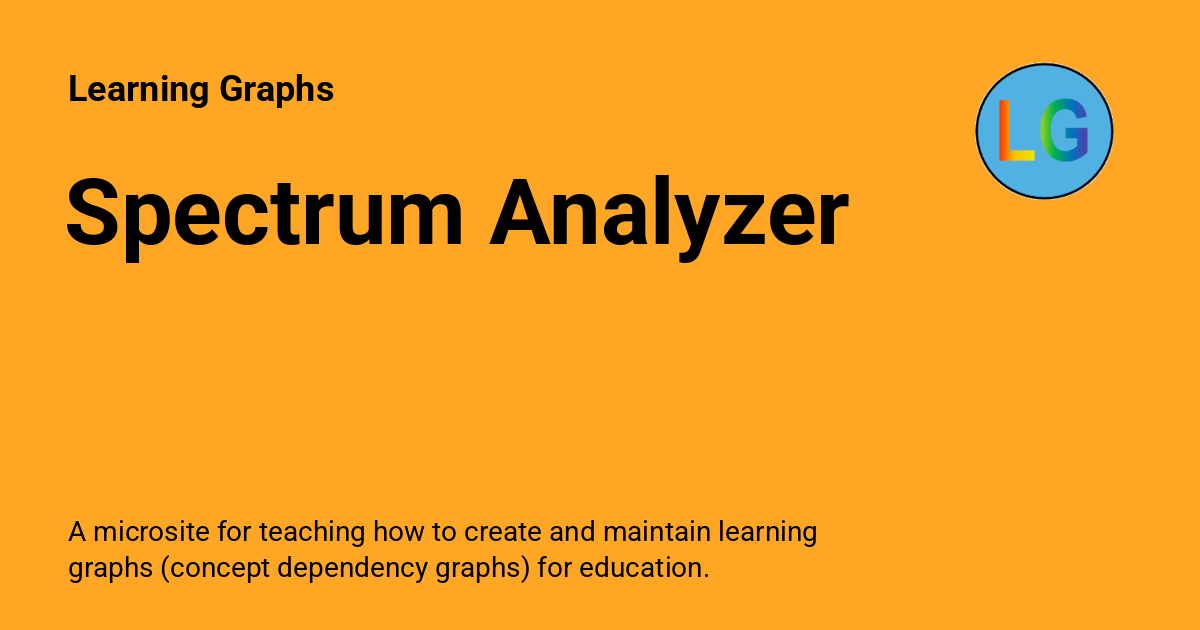 Learning Graphs
LG
Spectrum Analyzer
A microsite for teaching how to create and maintain learning
graphs (concept dependency graphs) for education.